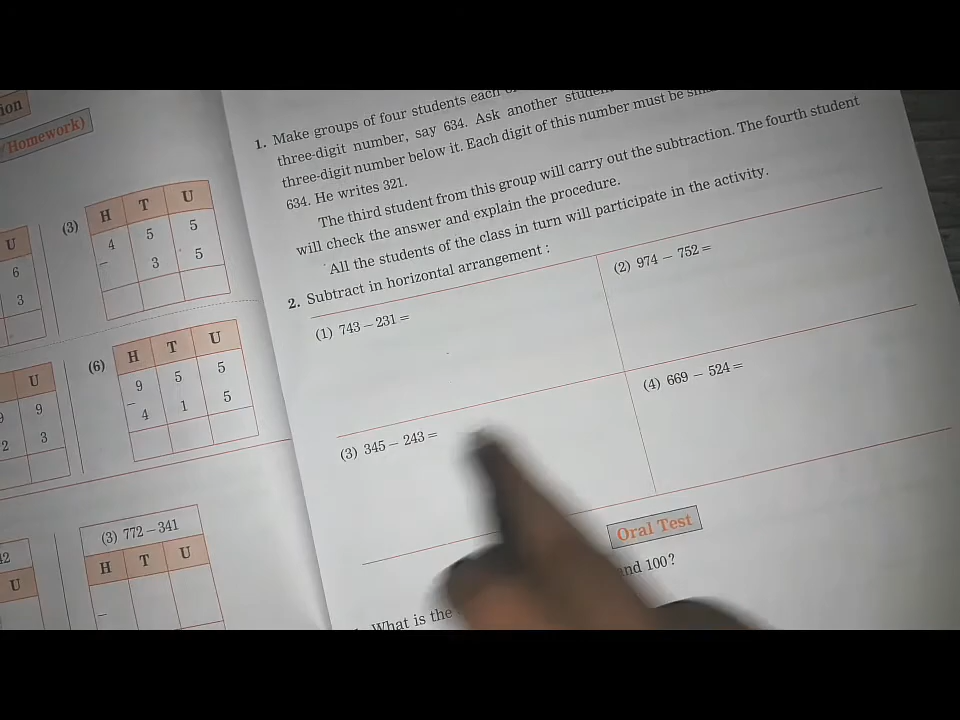 ion
/Homework)
U
6
3
(3)
H T U
4 5 5
– 3 5
U
9
3
(6)
H T U
9 5 5
–
4 1 5
(3) 772 – 341
H T U
–
U
1. Make groups of four students each
three-digit number, say 634. Ask another
three-digit number below it. Each digit of this number must be
634. He writes 321.
The third student from this group will carry out the subtraction. The fourth student
will check the answer and explain the procedure.
All the students of the class in turn will participate in the activity.
2. Subtract in horizontal arrangement :
(1) 743 – 231 =
(2) 974 – 752 =
(3) 345 – 243 =
(4) 669 – 524 =
Oral Test
What is the
and 100?